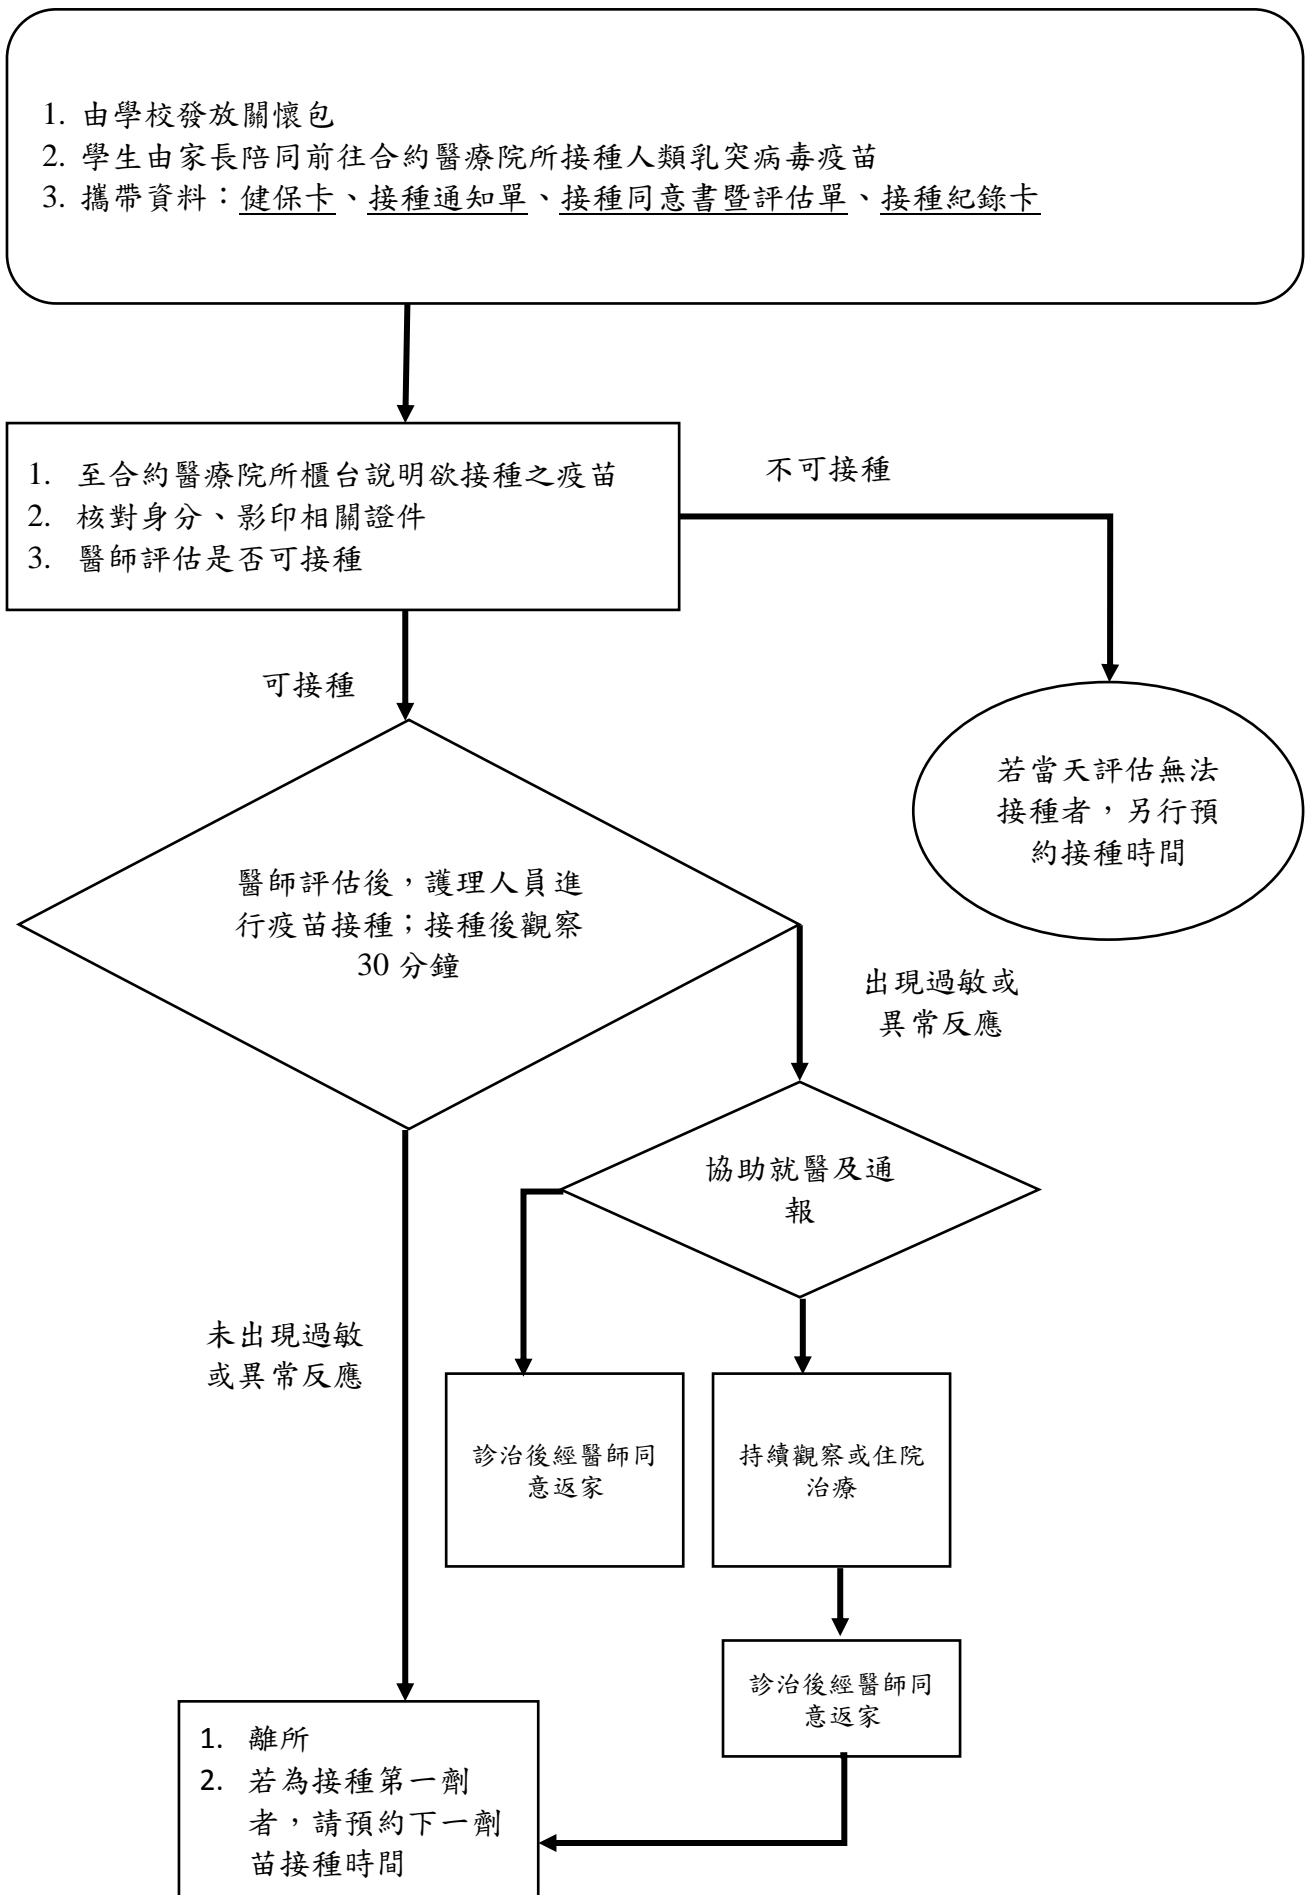 1. 由學校發放關懷包
2. 學生由家長陪同前往合約醫療院所接種人類乳突病毒疫苗
3. 攜帶資料：健保卡、接種通知單、接種同意書暨評估單、接種紀錄卡
1. 至合約醫療院所櫃台說明欲接種之疫苗
2. 核對身分、影印相關證件
3. 醫師評估是否可接種
不可接種
可接種
若當天評估無法
接種者，另行預
約接種時間
醫師評估後，護理人員進
行疫苗接種；接種後觀察
30 分鐘
出現過敏或
異常反應
協助就醫及通
報
未出現過敏
或異常反應
診治後經醫師同
意返家
持續觀察或住院
治療
診治後經醫師同
意返家
1. 離所
2. 若為接種第一劑
者，請預約下一劑
苗接種時間